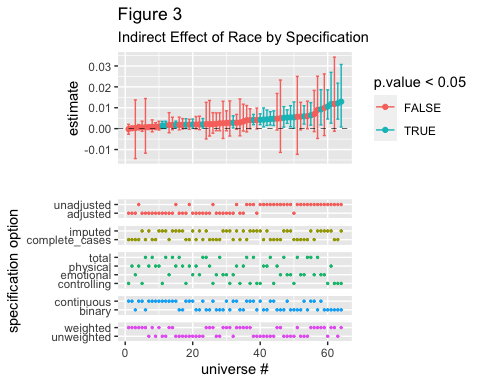 Figure 3
Indirect Effect of Race by Specification
estimate
0.03
0.02
0.01
0.00
-0.01
p.value < 0.05
FALSE
TRUE
specification option
unadjusted
adjusted
imputed
complete_cases
total
physical
emotional
controlling
continuous
binary
weighted
unweighted
0 20 40 60
universe #